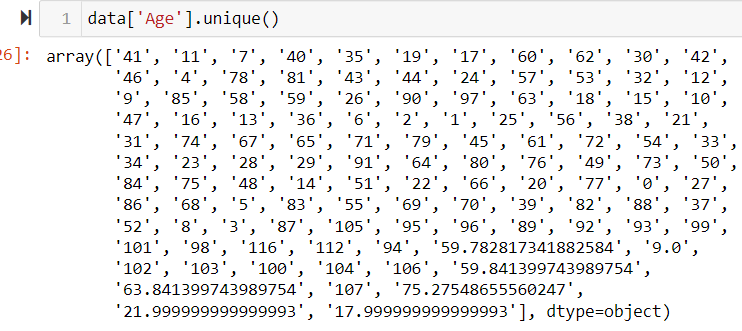 1 data['Age'].unique()
26]: array(['41', '11', '7', '40', '35', '19', '17', '60', '62', '30', '42',
'46', '4', '78', '81', '43', '44', '24', '57', '53', '32', '12',
'9', '85', '58', '59', '26', '90', '97', '63', '18', '15', '10',
'47', '16', '13', '36', '6', '2', '1', '25', '56', '38', '21',
'31', '74', '67', '65', '71', '79', '45', '61', '72', '54', '33',
'34', '23', '28', '29', '91', '64', '80', '76', '49', '73', '50',
'84', '75', '48', '14', '51', '22', '66', '20', '77', '0', '27',
'86', '68', '5', '83', '55', '69', '70', '39', '82', '88', '37',
'52', '8', '3', '87', '105', '95', '96', '89', '92', '93', '99',
'101', '98', '116', '112', '94', '59.782817341882584', '9.0',
'102', '103', '100', '104', '106', '59.841399743989754',
'63.841399743989754', '107', '75.27548655560247',
'21.999999999999993', '17.999999999999993'], dtype=object)